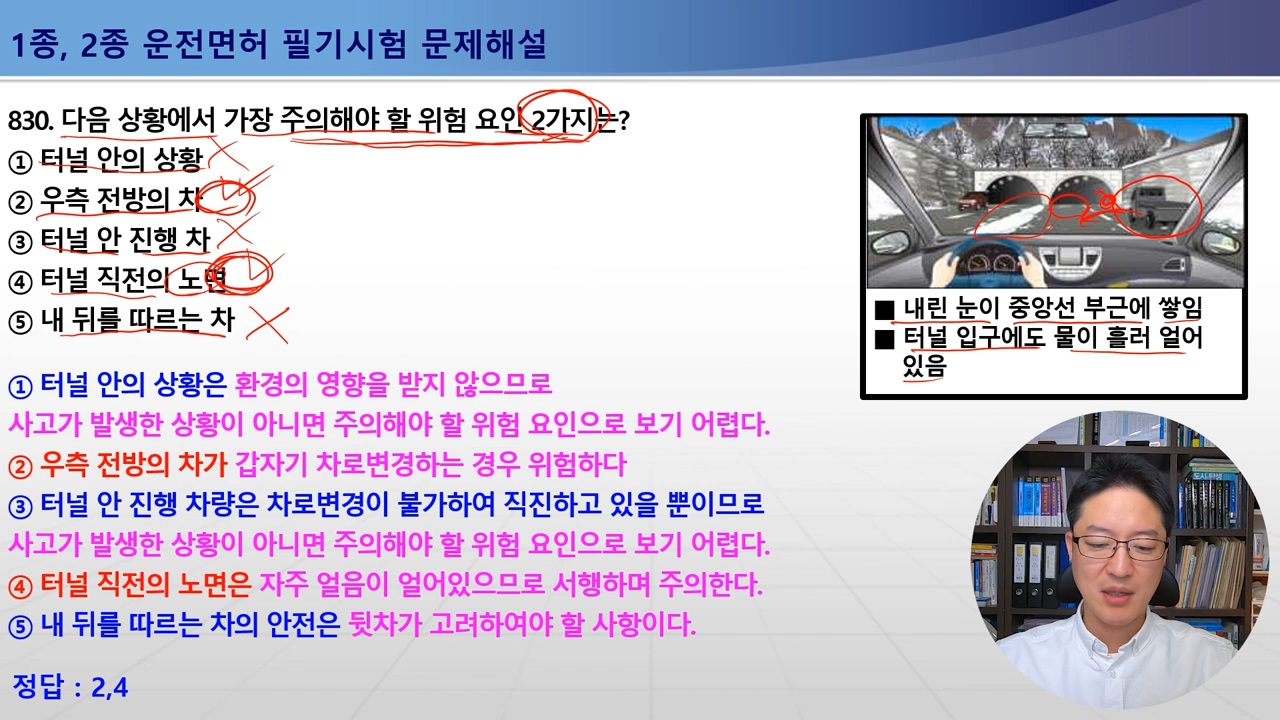 1종, 2종 운전면허 필기시험 문제해설
830. 다음 상황에서 가장 주의해야 할 위험 요인 2가지는?
① 터널 안의 상황
② 우측 전방의 차
③ 터널 안 진행 차
④ 터널 직전의 노면
⑤ 내 뒤를 따르는 차
■ 내린 눈이 중앙선 부근에 쌓임
■ 터널 입구에도 물이 흘러 얼어
있음
① 터널 안의 상황은 환경의 영향을 받지 않으므로
사고가 발생한 상황이 아니면 주의해야 할 위험 요인으로 보기 어렵다.
② 우측 전방의 차가 갑자기 차로변경하는 경우 위험하다
③ 터널 안 진행 차량은 차로변경이 불가하여 직진하고 있을 뿐이므로
사고가 발생한 상황이 아니면 주의해야 할 위험 요인으로 보기 어렵다.
④ 터널 직전의 노면은 자주 얼음이 얼어있으므로 서행하며 주의한다.
⑤ 내 뒤를 따르는 차의 안전은 뒷차가 고려하여야 할 사항이다.
정답 : 2,4